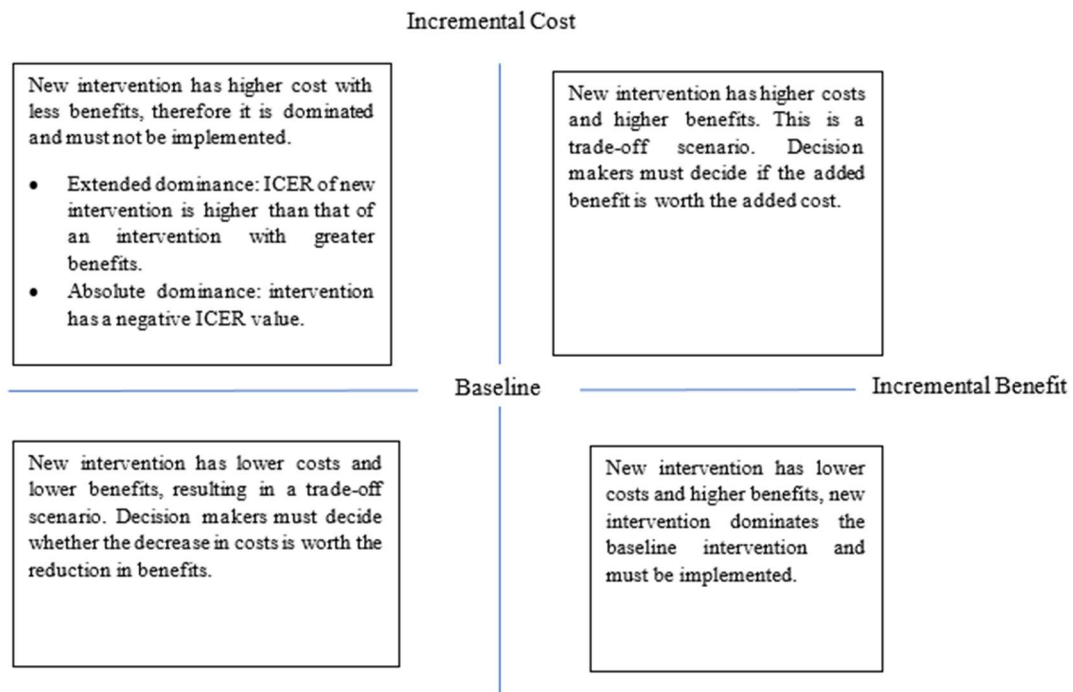 Incremental Cost
New intervention has higher cost with
less benefits, therefore it is dominated
and must not be implemented.
• Extended dominance: ICER of new
intervention is higher than that of
an intervention with greater
benefits.
• Absolute dominance: intervention
has a negative ICER value.
New intervention has higher costs
and higher benefits. This is a
trade-off scenario. Decision
makers must decide if the added
benefit is worth the added cost.
Baseline
Incremental Benefit
New intervention has lower costs and
lower benefits, resulting in a trade-off
scenario. Decision makers must decide
whether the decrease in costs is worth the
reduction in benefits.
New intervention has lower
costs and higher benefits, new
intervention dominates the
baseline intervention and
must be implemented.